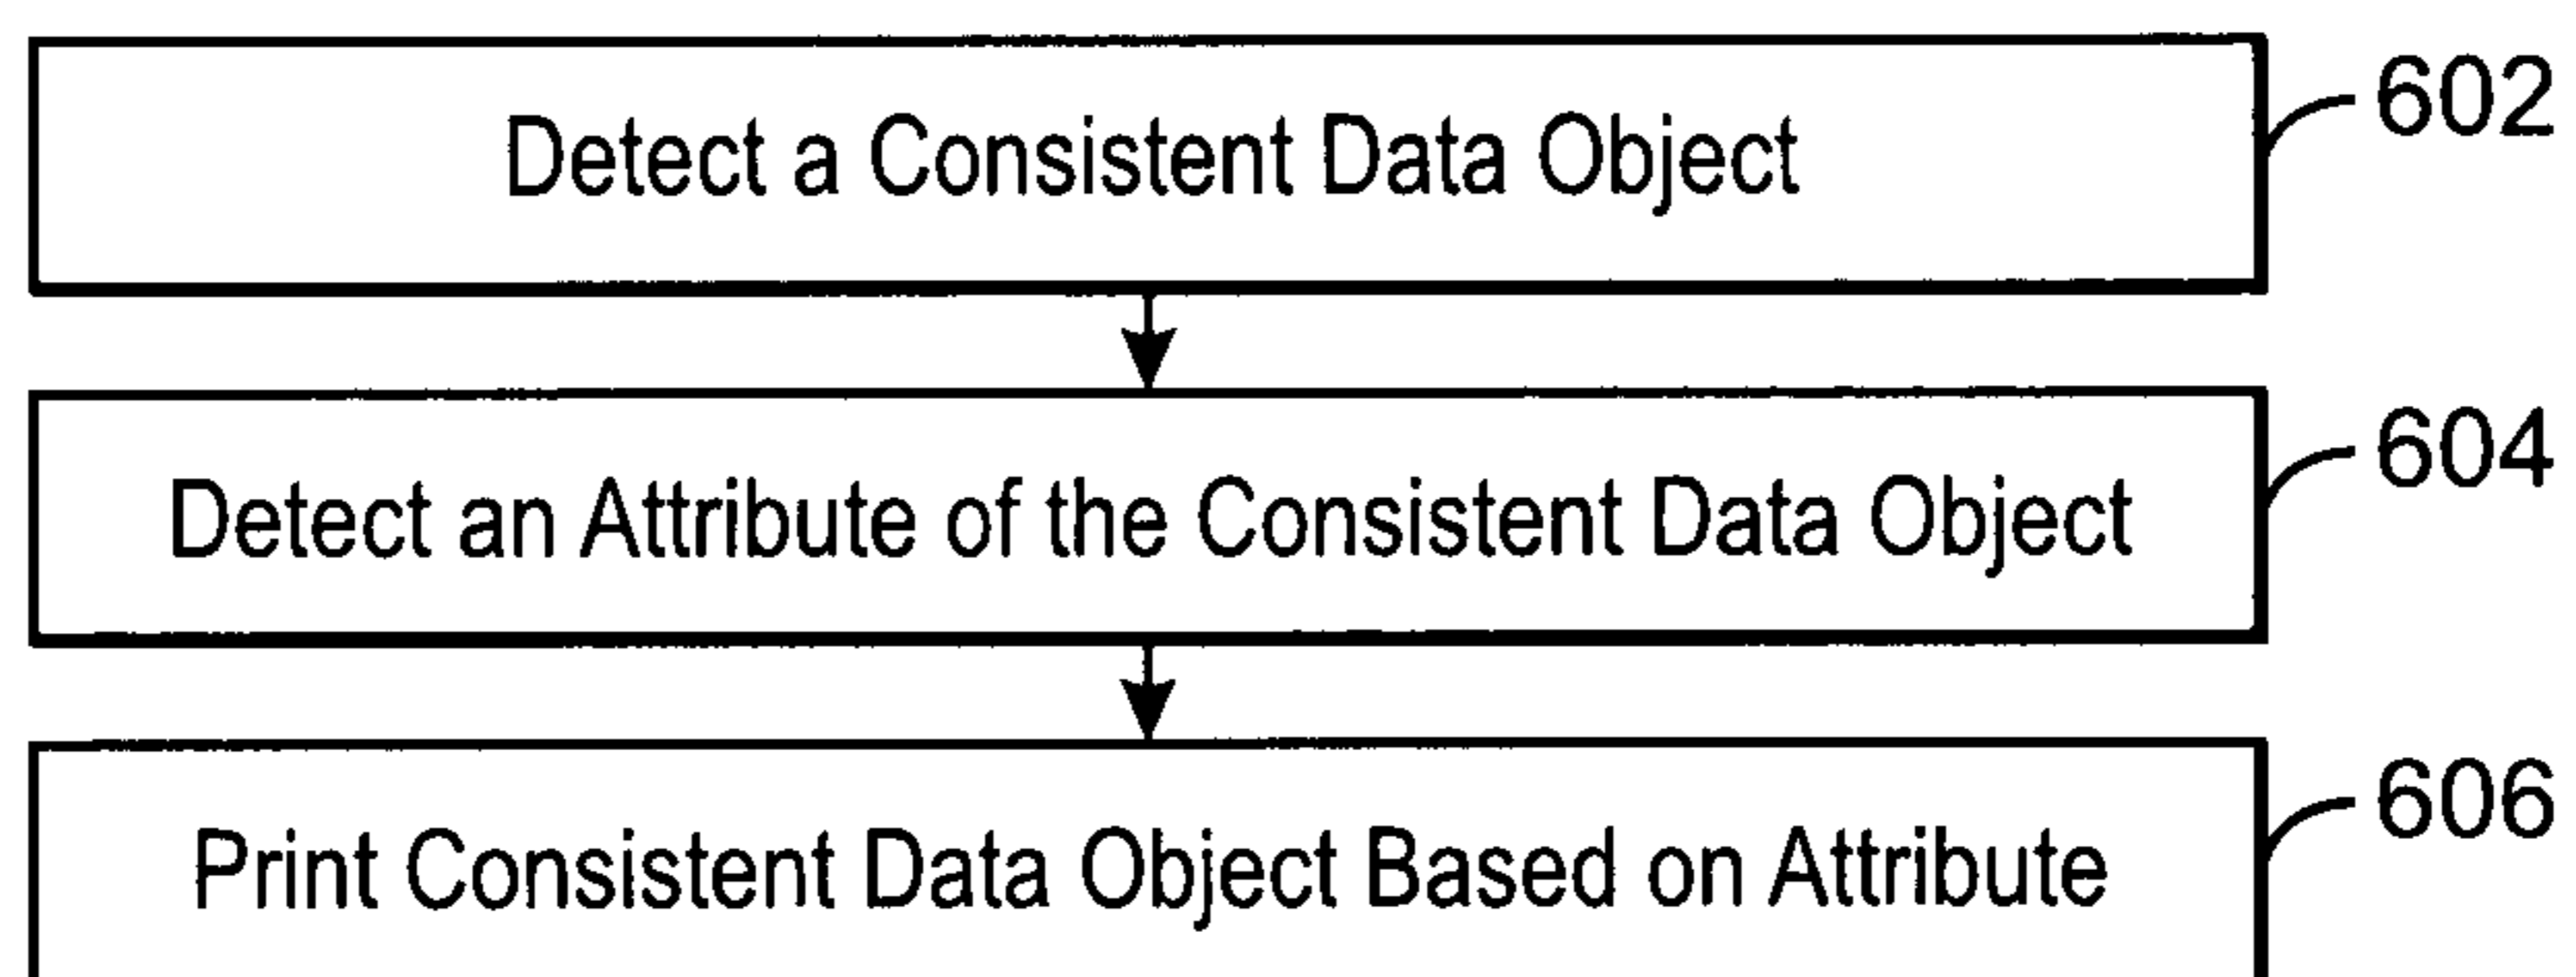 Detect a Consistent Data Object
602
Detect an Attribute of the Consistent Data Object
604
Print Consistent Data Object Based on Attribute
606